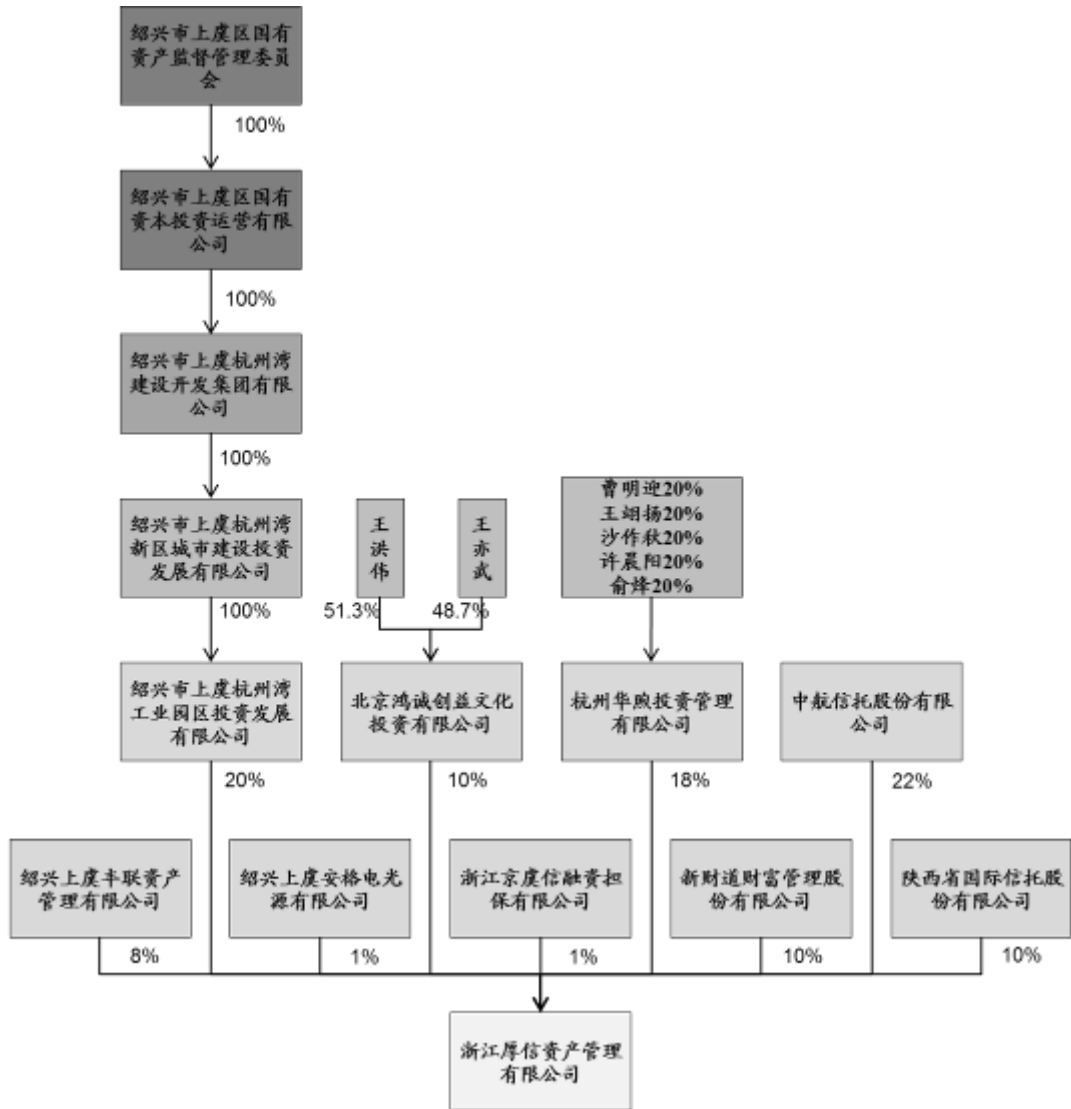 绍兴市上虞区国有
资产监督管理委员
会
100%
绍兴市上虞区国有
资本投资运营有限
公司
100%
绍兴市上虞杭州湾
建设开发集团有限
公司
100%
绍兴市上虞杭州湾
新区城市建设投资
发展有限公司
王
洪
伟
王
亦
武
曹明迎20%
王翊扬20%
沙作秋20%
许晨阳20%
俞烽20%
100%
51.3%
48.7%
绍兴市上虞杭州湾
工业园区投资发展
有限公司
北京鸿诚创益文化
投资有限公司
杭州华煦投资管理
有限公司
中航信托股份有限
公司
20%
10%
18%
22%
绍兴上虞丰联资产
管理有限公司
绍兴上虞安格电光
源有限公司
浙江京虞信融资担
保有限公司
新财道财富管理股
份有限公司
陕西省国际信托股
份有限公司
8%
1%
1%
10%
10%
浙江厚信资产管理
有限公司